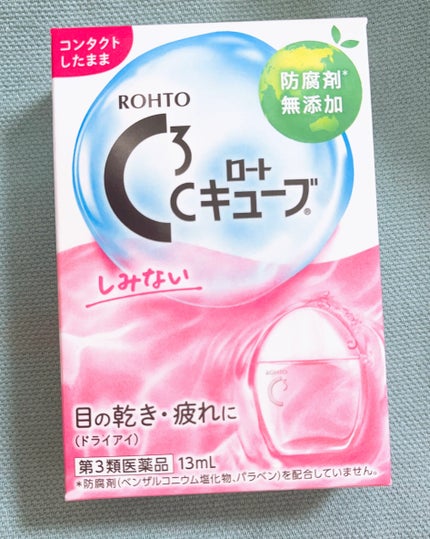 コンタクト
したまま
防腐剤*
無添加
ROHTO
C3
ロート
Cキューブ®
しみない
C3
目の乾き・疲れに
(ドライアイ)
第3類医薬品 13mL
*防腐剤(ベンザルコニウム塩化物、パラベン)を配合していません。